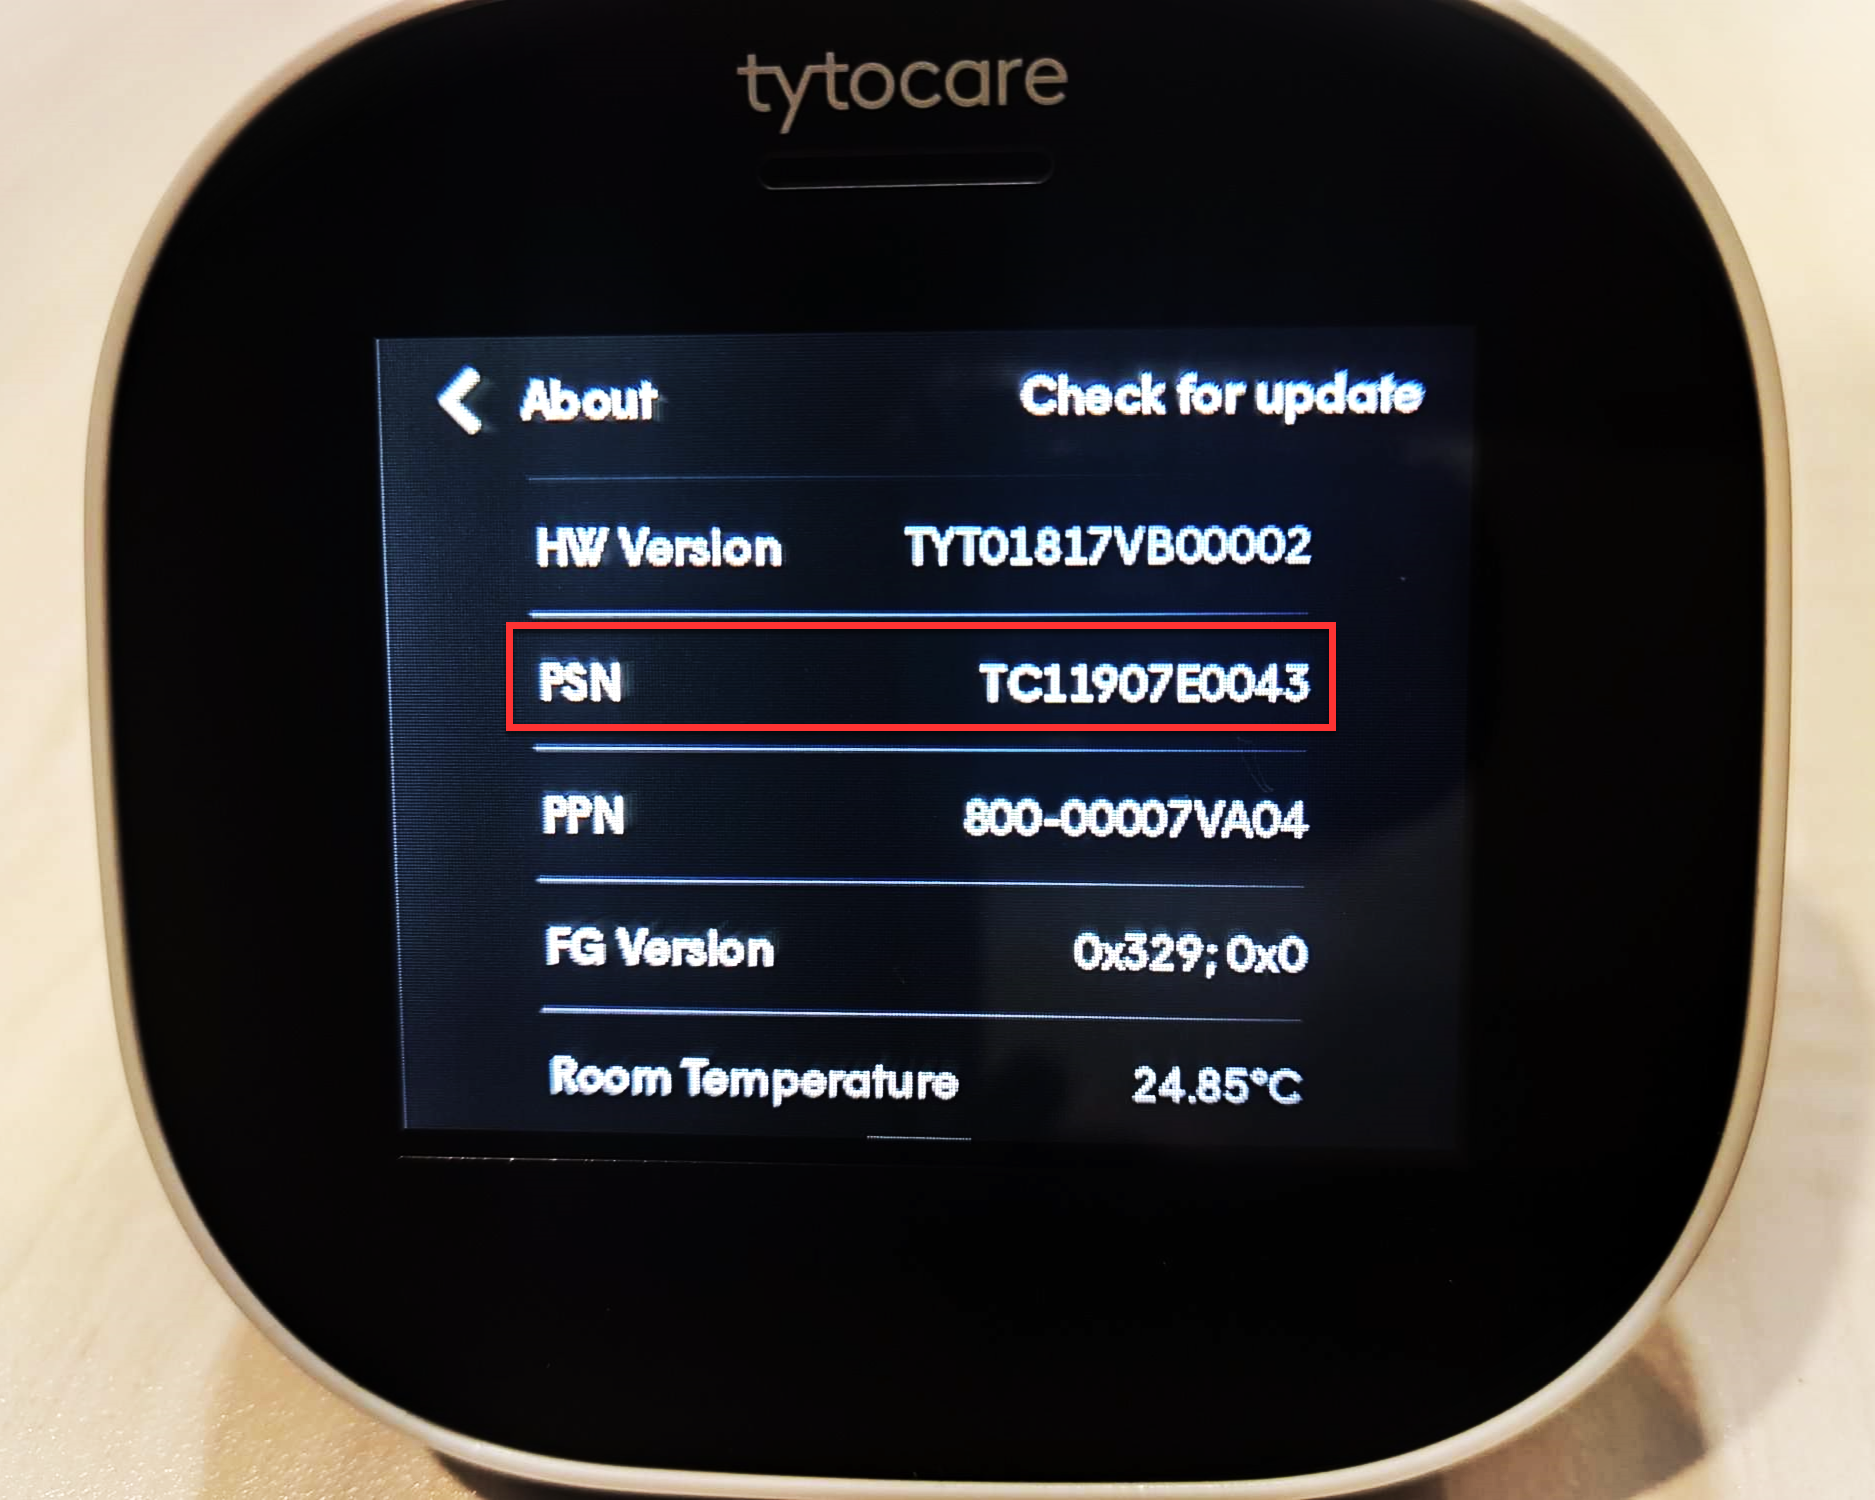 tytocare
About Check for update
HW Version TYT01817VB00002
PSN TC11907E0043
PPN 800-00007VA04
FG Version 0x329; 0x0
Room Temperature 24.85°C